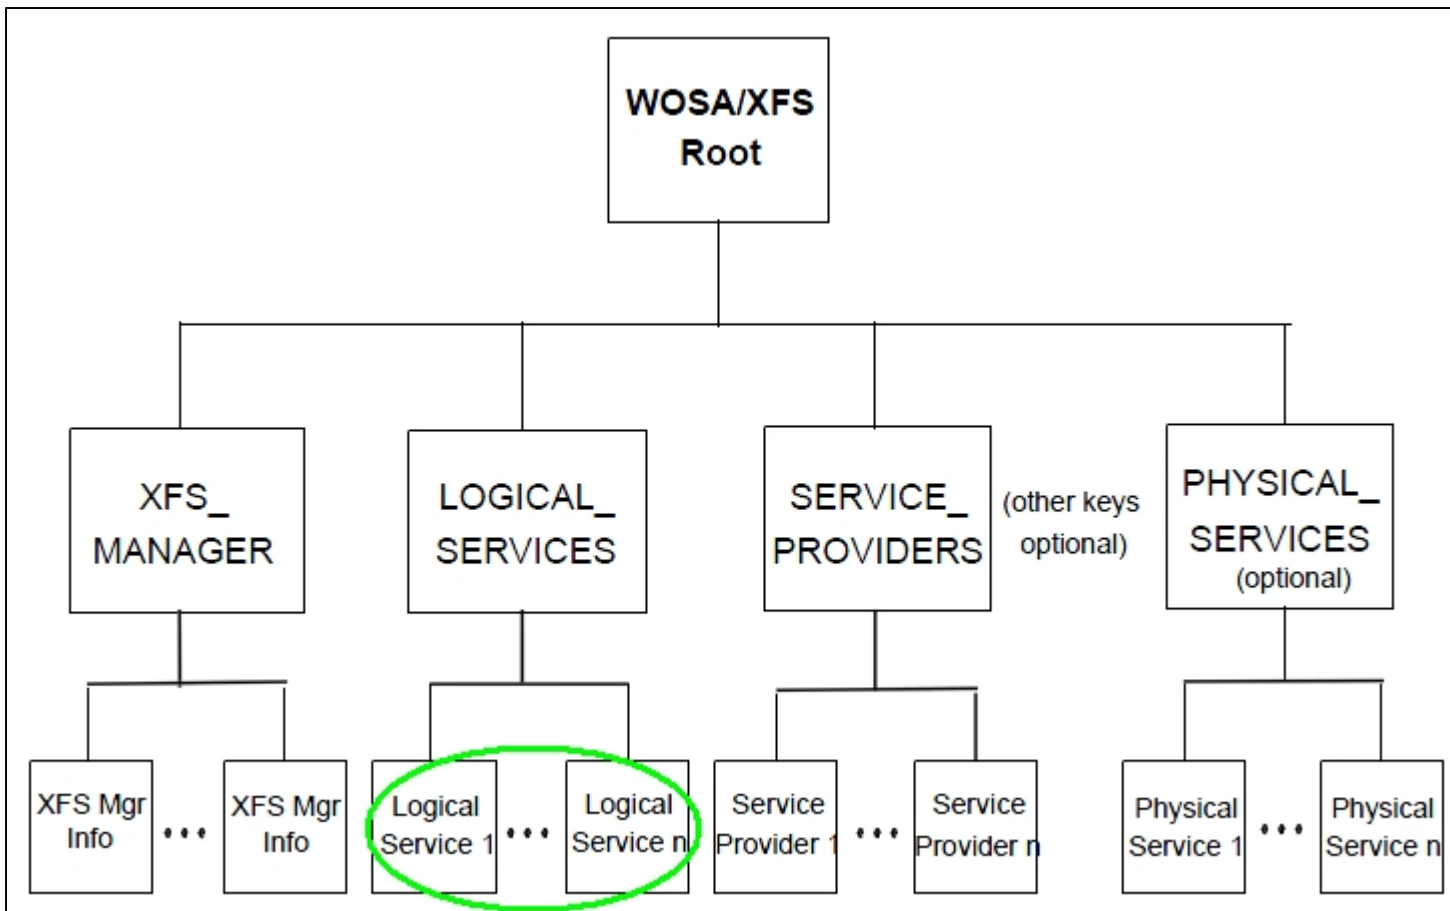 WOSA/XFS
Root
XFS_
MANAGER
LOGICAL_
SERVICES
SERVICE_
PROVIDERS
(other keys
optional)
PHYSICAL_
SERVICES
(optional)
XFS Mgr
Info
XFS Mgr
Info
Logical
Service 1
Logical
Service n
Service
Provider 1
Service
Provider n
Physical
Service 1
Physical
Service n